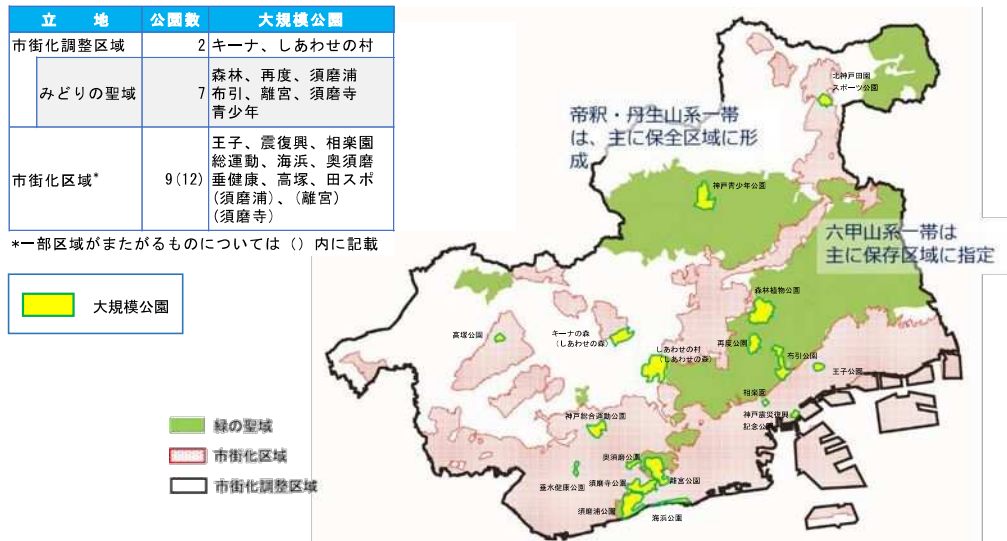 立　地　公園数　大規模公園
市街化調整区域　2　キーナ、しあわせの村
みどりの聖域　7　森林、再度、須磨浦
布引、離宮、須磨寺
青少年
市街化区域*　9(12)　王子、震復興、相楽園
総運動、海浜、奥須磨
垂健康、高塚、田スポ
(須磨浦)、(離宮)
(須磨寺)
*一部区域がまたがるものについては（）内に記載
大規模公園
北神戸田園
スポーツ公園
帝釈・丹生山系一帯
は、主に保全区域に形
成
神戸青少年公園
六甲山系一帯は
主に保存区域に指定
森林植物公園
高塚公園
キーナの森
（しあわせの森）
しあわせの村
（しあわせの森）
再度公園
布引公園
王子公園
相楽園
神戸震災復興
記念公
神戸総合運動公園
奥須磨公園
垂水健康公園
須磨寺公園
離宮公園
須磨浦公園
海浜公園
緑の聖域
市街化区域
市街化調整区域